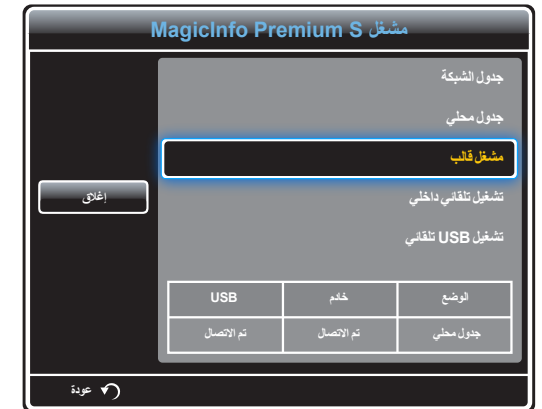 مشغل MagicInfo Premium S
جدول الشبكة
جدول محلي
مشغل قالب
تشغيل تلقائي داخلي
تشغيل USB تلقائي
إغلاق
الوضع خادم USB
جدول محلي تم الاتصال تم الاتصال
عودة